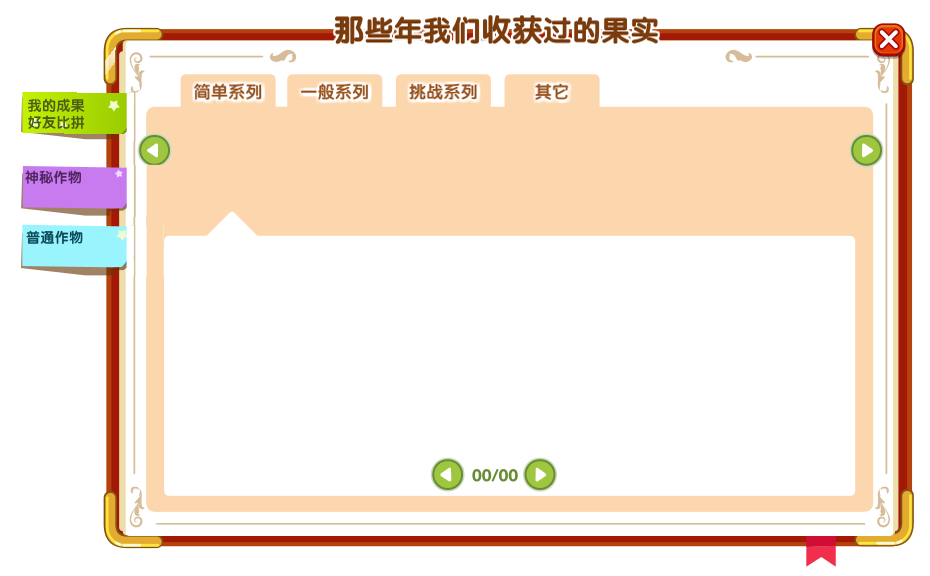 那些年我们收获过的果实
简单系列
一般系列
挑战系列
其它
我的成果
好友比拼
神秘作物
普通作物
00/00